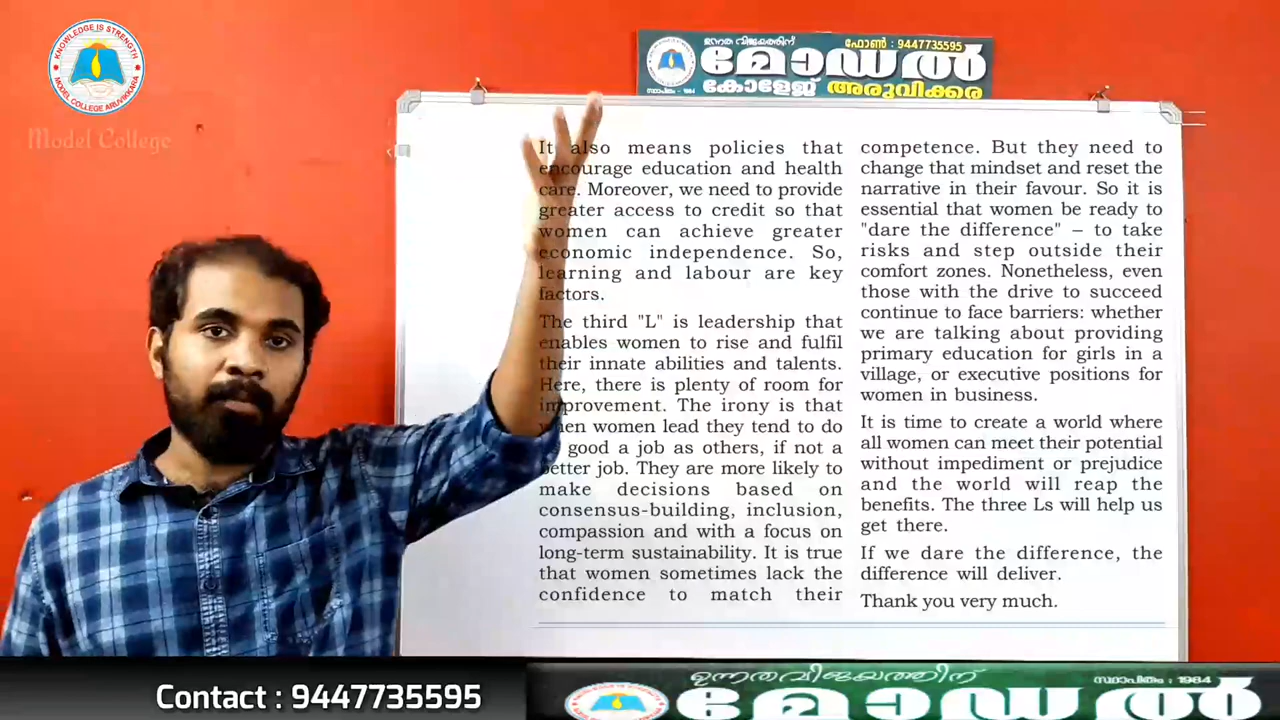 KNOWLEDGE IS STRENGTH
MODEL COLLEGE ARUVIKKARA
Model College
ഉന്നത വിജയത്തിന്
ഫോൺ : 9447735595
മോഡൽ
കോളേജ് അരുവിക്കര
സ്ഥാപിതം - 1984
It also means policies that
encourage education and health
care. Moreover, we need to provide
greater access to credit so that
women can achieve greater
economic independence. So,
learning and labour are key
factors.
The third "L" is leadership that
enables women to rise and fulfil
their innate abilities and talents.
Here, there is plenty of room for
improvement. The irony is that
when women lead they tend to do
good a job as others, if not a
better job. They are more likely to
make decisions based on
consensus-building, inclusion,
compassion and with a focus on
long-term sustainability. It is true
that women sometimes lack the
confidence to match their
competence. But they need to
change that mindset and reset the
narrative in their favour. So it is
essential that women be ready to
"dare the difference" – to take
risks and step outside their
comfort zones. Nonetheless, even
those with the drive to succeed
continue to face barriers: whether
we are talking about providing
primary education for girls in a
village, or executive positions for
women in business.
It is time to create a world where
all women can meet their potential
without impediment or prejudice
and the world will reap the
benefits. The three Ls will help us
get there.
If we dare the difference, the
difference will deliver.
Thank you very much.
Contact : 9447735595
ഉന്നതവിജയത്തിന്
സ്ഥാപിതം : 1984
മോഡൽ